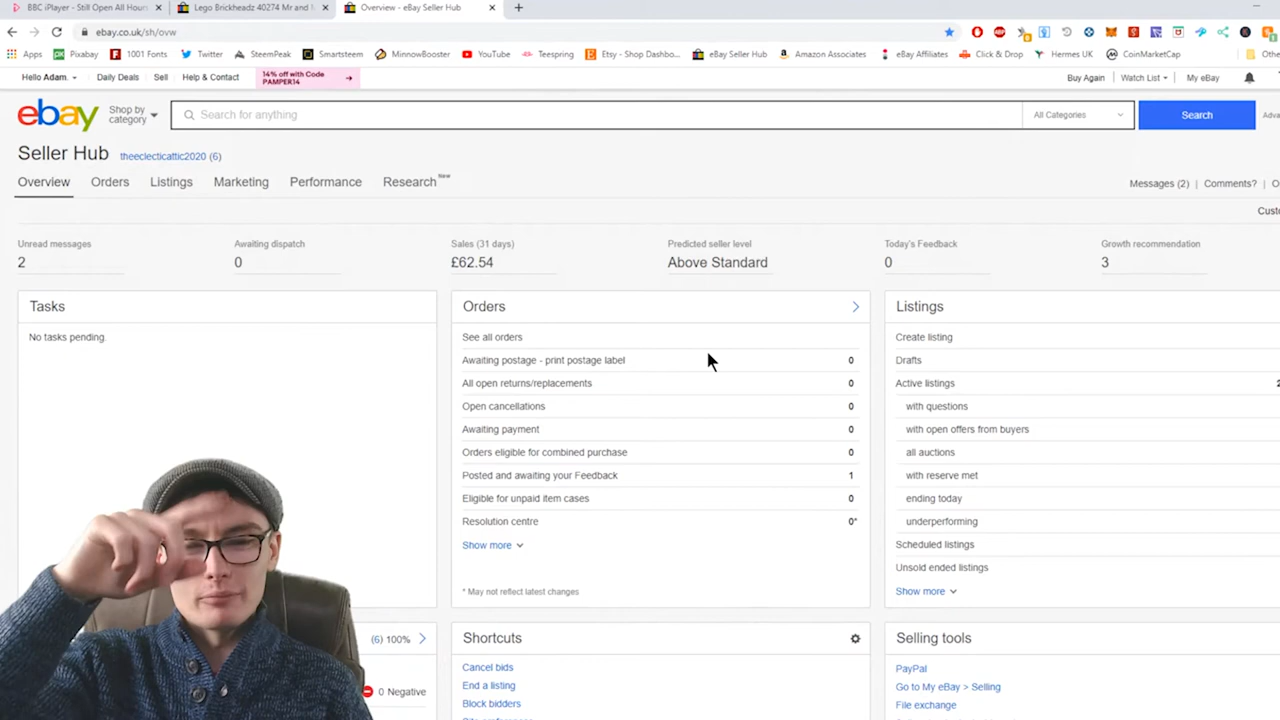 BBC iPlayer - Still Open All Hours
Lego Brickheadz 40274 Mr and
Overview - eBay Seller Hub
ebay.co.uk/sh/ovw
Apps
Pixabay
1001 Fonts
Twitter
SteemPeak
Smartsteem
MinnowBooster
YouTube
Teespring
Etsy - Shop Dashbo...
eBay Seller Hub
Amazon Associates
eBay Affiliates
Click & Drop
Hermes UK
CoinMarketCap
Hello Adam.
Daily Deals
Sell
Help & Contact
14% off with Code
PAMPER14
Buy Again
Watch List
My eBay
ebay
Shop by
category
Search for anything
All Categories
Search
Seller Hub
theeclecticattic2020 (6)
Overview
Orders
Listings
Marketing
Performance
Research New
Messages (2) | Comments? |
Unread messages
2
Awaiting dispatch
0
Sales (31 days)
£62.54
Predicted seller level
Above Standard
Today's Feedback
0
Growth recommendation
3
Tasks
No tasks pending.
Orders
See all orders
Awaiting postage - print postage label 0
All open returns/replacements 0
Open cancellations 0
Awaiting payment 0
Orders eligible for combined purchase 0
Posted and awaiting your Feedback 1
Eligible for unpaid item cases 0
Resolution centre 0*
Show more
* May not reflect latest changes
Listings
Create listing
Drafts
Active listings
with questions
with open offers from buyers
all auctions
with reserve met
ending today
underperforming
Scheduled listings
Unsold ended listings
Show more
(6) 100%
0 Negative
Shortcuts
Cancel bids
End a listing
Block bidders
Selling tools
PayPal
Go to My eBay > Selling
File exchange